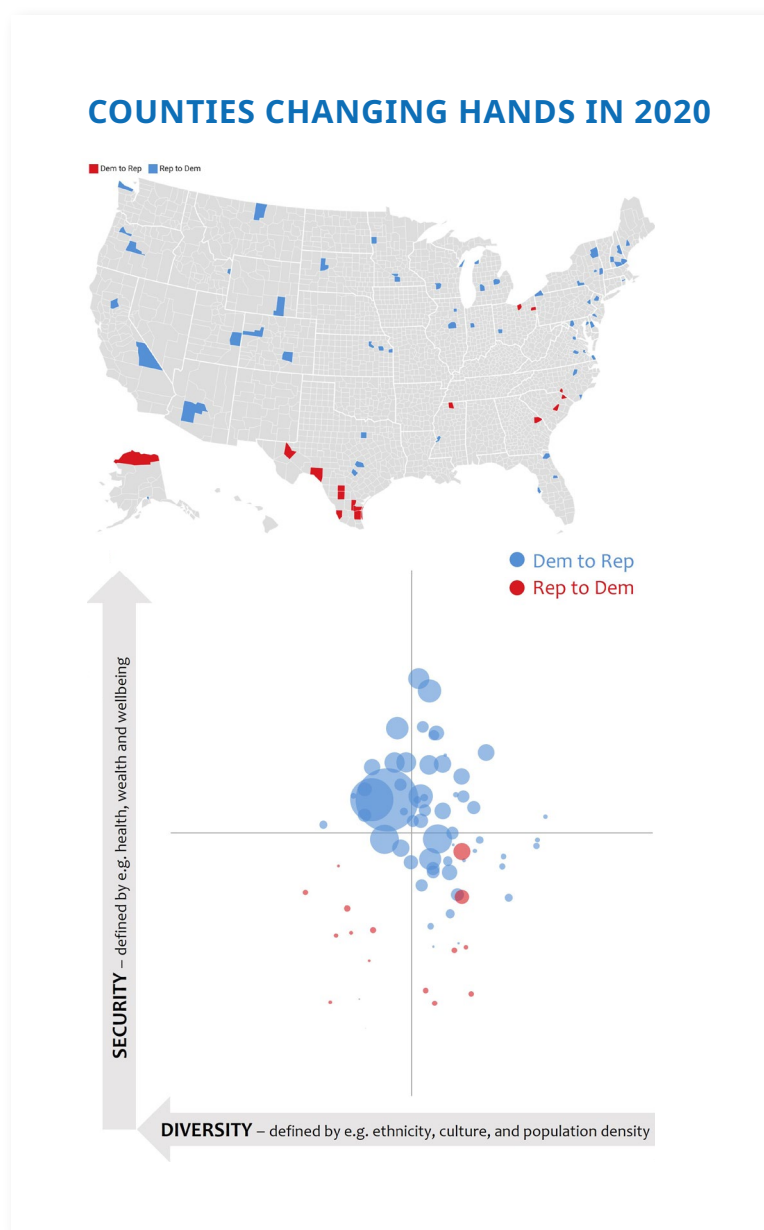 COUNTIES CHANGING HANDS IN 2020
Dem to Rep Rep to Dem
Dem to Rep
Rep to Dem
SECURITY – defined by e.g. health, wealth and wellbeing
DIVERSITY – defined by e.g. ethnicity, culture, and population density